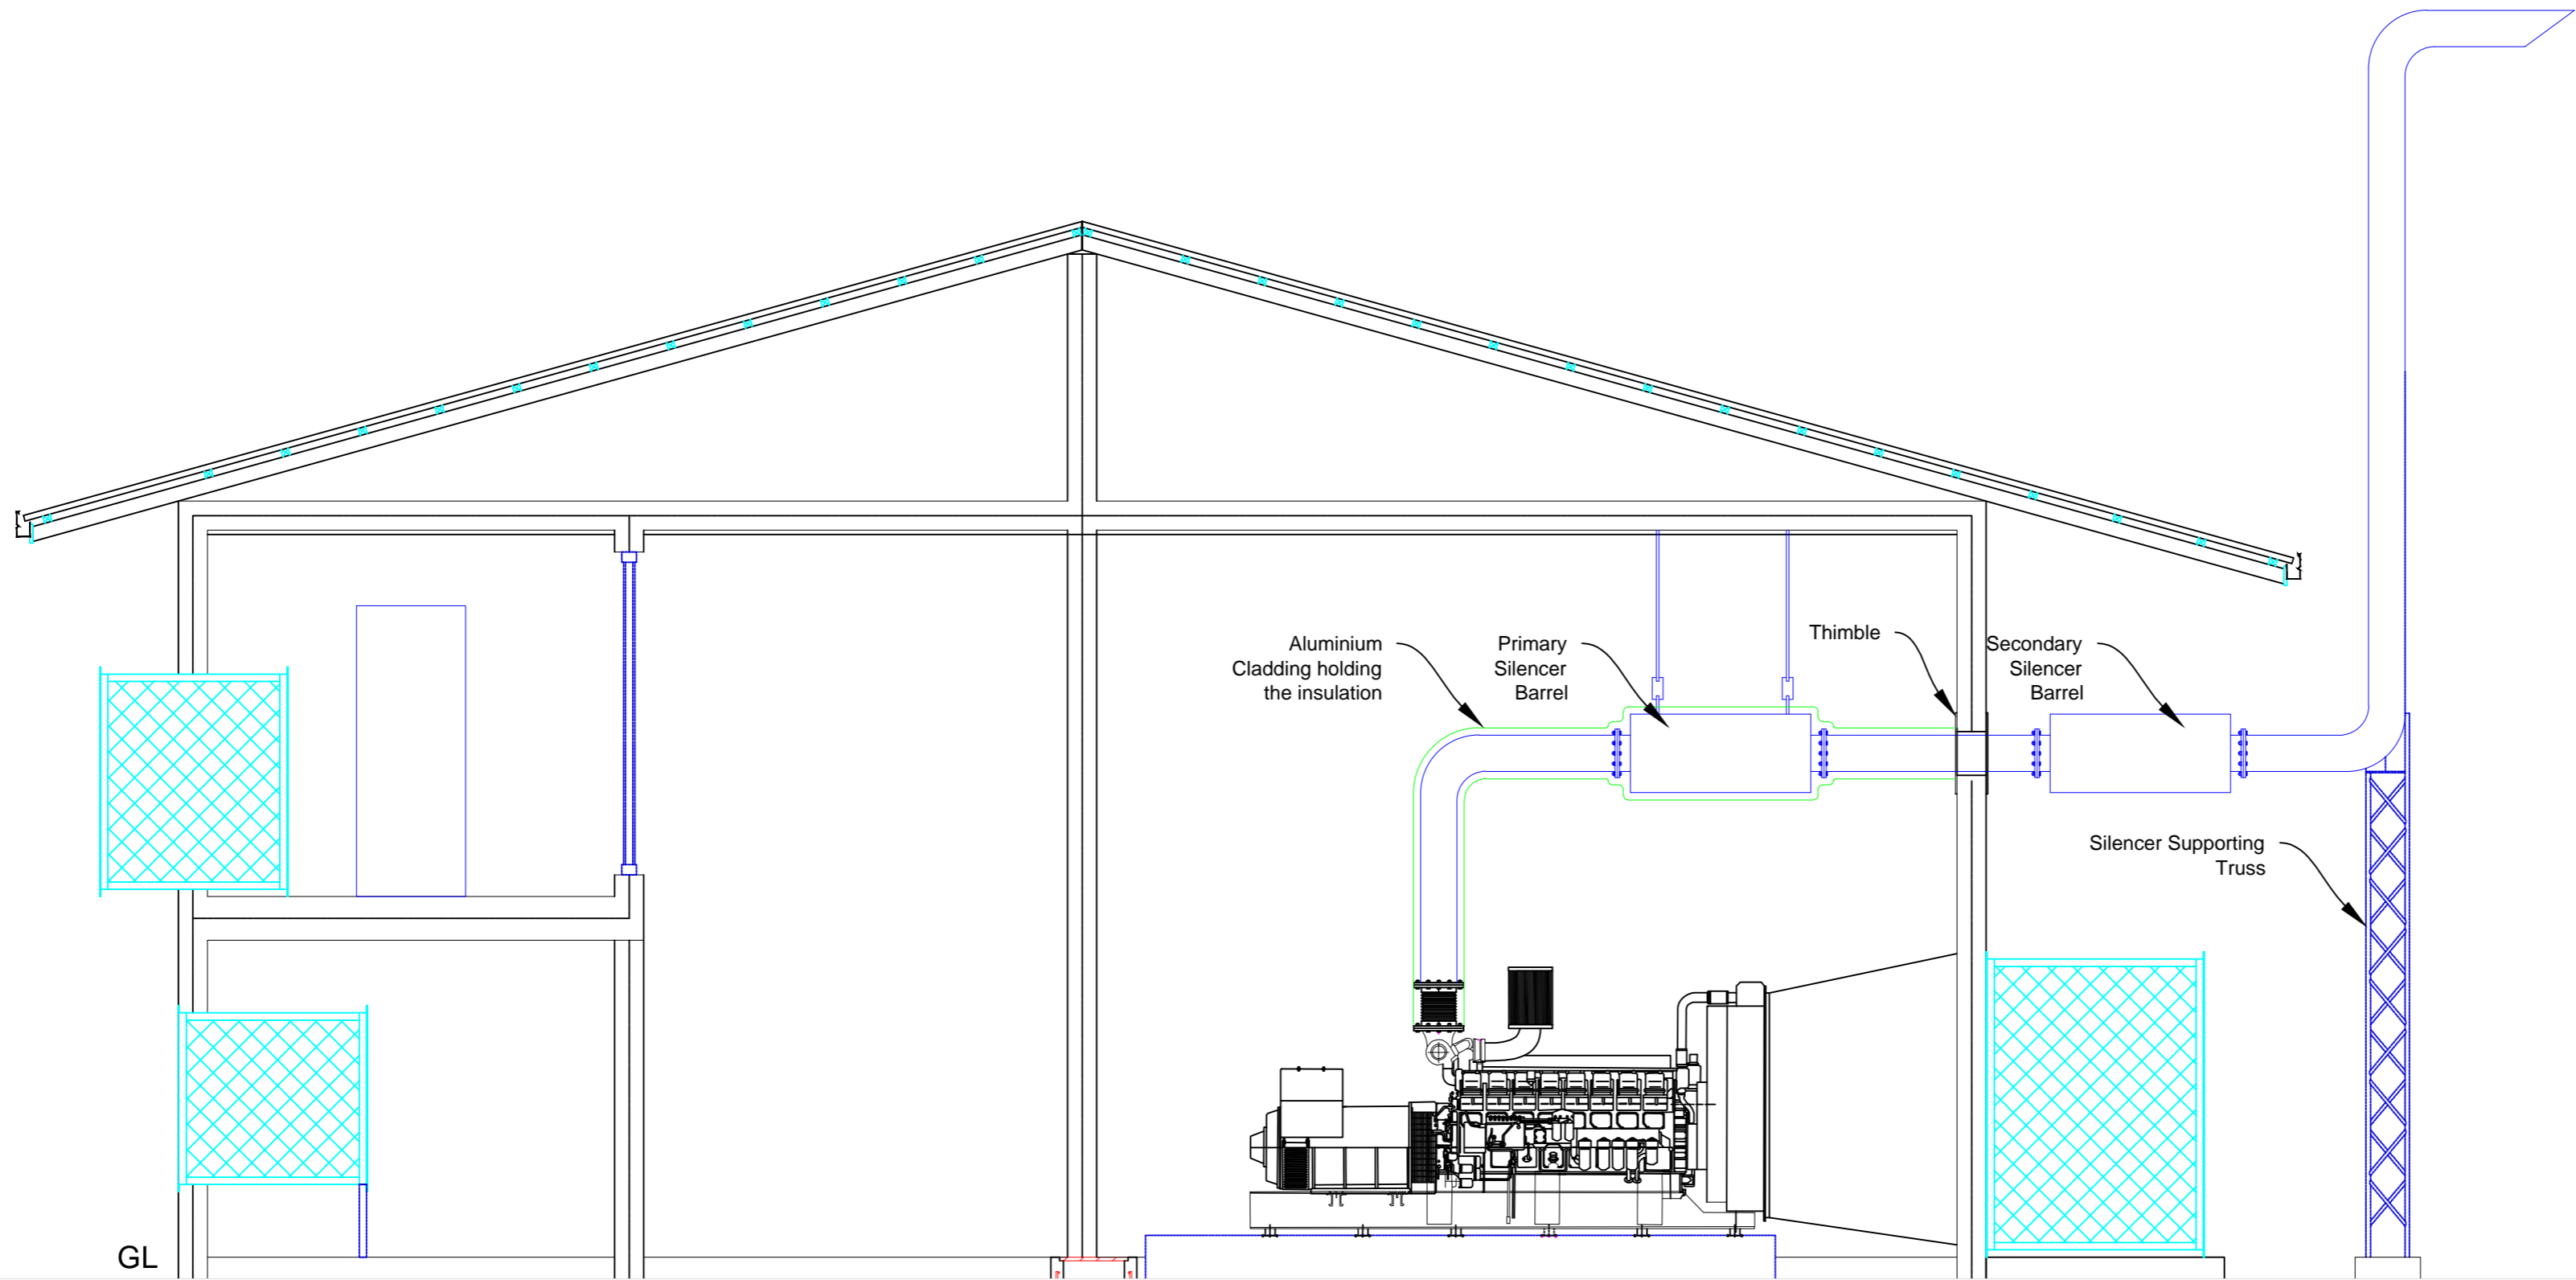 Aluminium
Cladding holding
the insulation
Primary
Silencer
Barrel
Thimble
Secondary
Silencer
Barrel
Silencer Supporting
Truss
GL